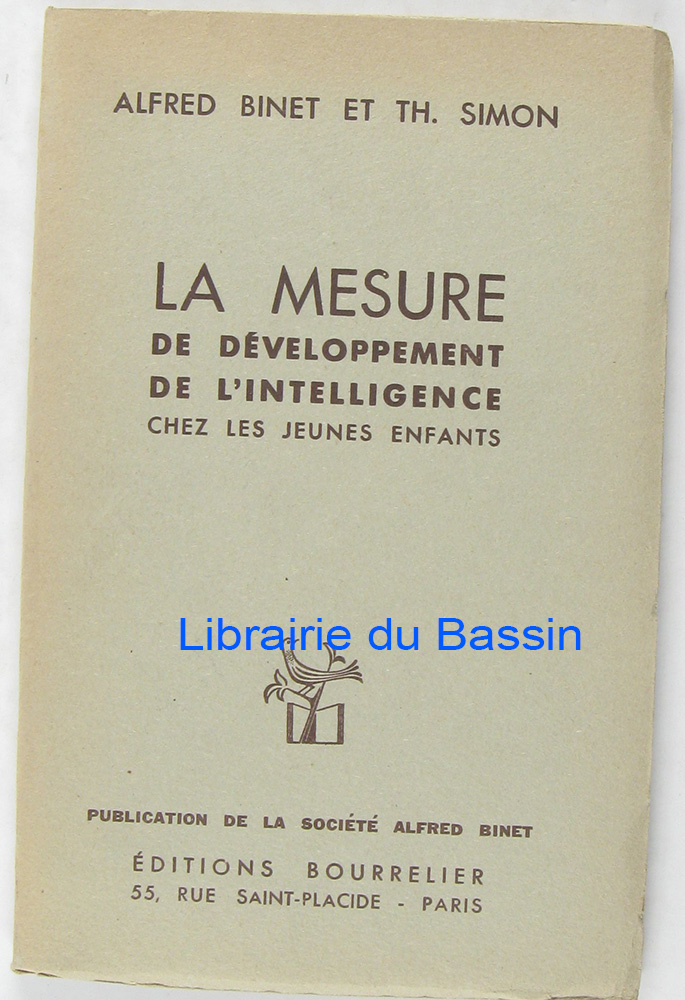 ALFRED BINET ET TH. SIMON
LA MESURE
DE DÉVELOPPEMENT
DE L'INTELLIGENCE
CHEZ LES JEUNES ENFANTS
Librairie du Bassin
PUBLICATION DE LA SOCIÉTÉ ALFRED BINET
ÉDITIONS BOURRELIER
55, RUE SAINT-PLACIDE - PARIS